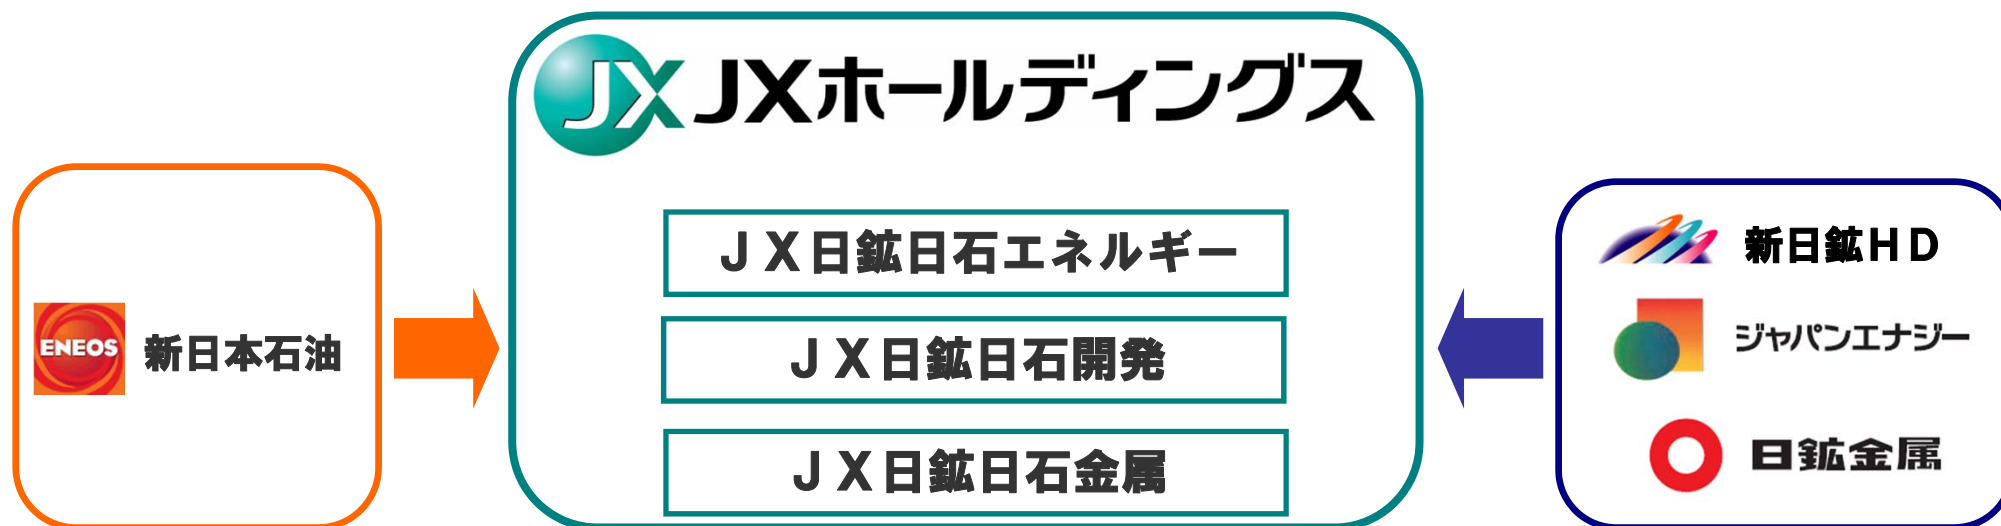 JX JXホールディングス
ENEOS 新日本石油
ＪＸ日鉱日石エネルギー
ＪＸ日鉱日石開発
ＪＸ日鉱日石金属
新日鉱ＨＤ
ジャパンエナジー
日鉱金属